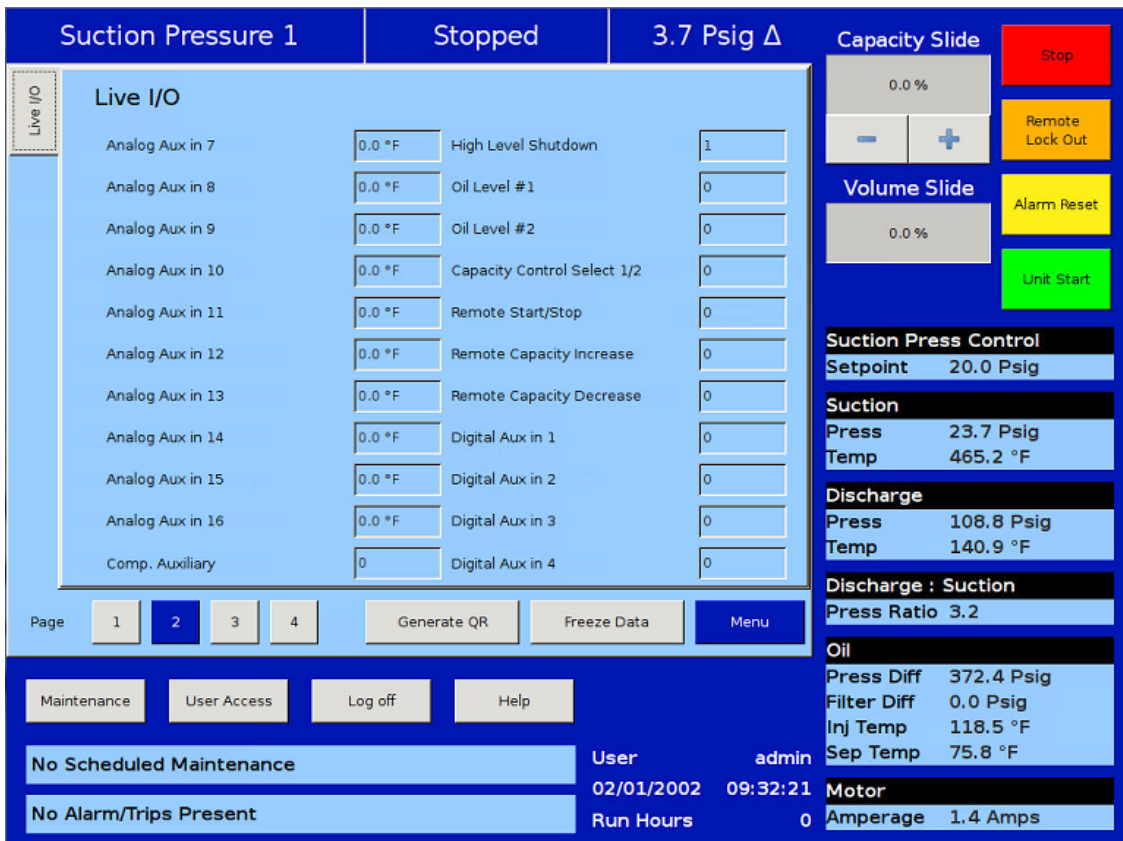 Suction Pressure 1 Stopped 3.7 Psig Δ
Live I/O
Live I/O
Analog Aux in 7 0.0 °F High Level Shutdown 1
Analog Aux in 8 0.0 °F Oil Level #1 0
Analog Aux in 9 0.0 °F Oil Level #2 0
Analog Aux in 10 0.0 °F Capacity Control Select 1/2 0
Analog Aux in 11 0.0 °F Remote Start/Stop 0
Analog Aux in 12 0.0 °F Remote Capacity Increase 0
Analog Aux in 13 0.0 °F Remote Capacity Decrease 0
Analog Aux in 14 0.0 °F Digital Aux in 1 0
Analog Aux in 15 0.0 °F Digital Aux in 2 0
Analog Aux in 16 0.0 °F Digital Aux in 3 0
Comp. Auxiliary 0 Digital Aux in 4 0
Page 1 2 3 4 Generate QR Freeze Data Menu
Maintenance User Access Log off Help
No Scheduled Maintenance
No Alarm/Trips Present
User admin
02/01/2002 09:32:21
Run Hours 0
Capacity Slide
0.0 %
− +
Volume Slide
0.0 %
Stop
Remote
Lock Out
Alarm Reset
Unit Start
Suction Press Control
Setpoint 20.0 Psig
Suction
Press 23.7 Psig
Temp 465.2 °F
Discharge
Press 108.8 Psig
Temp 140.9 °F
Discharge : Suction
Press Ratio 3.2
Oil
Press Diff 372.4 Psig
Filter Diff 0.0 Psig
Inj Temp 118.5 °F
Sep Temp 75.8 °F
Motor
Amperage 1.4 Amps